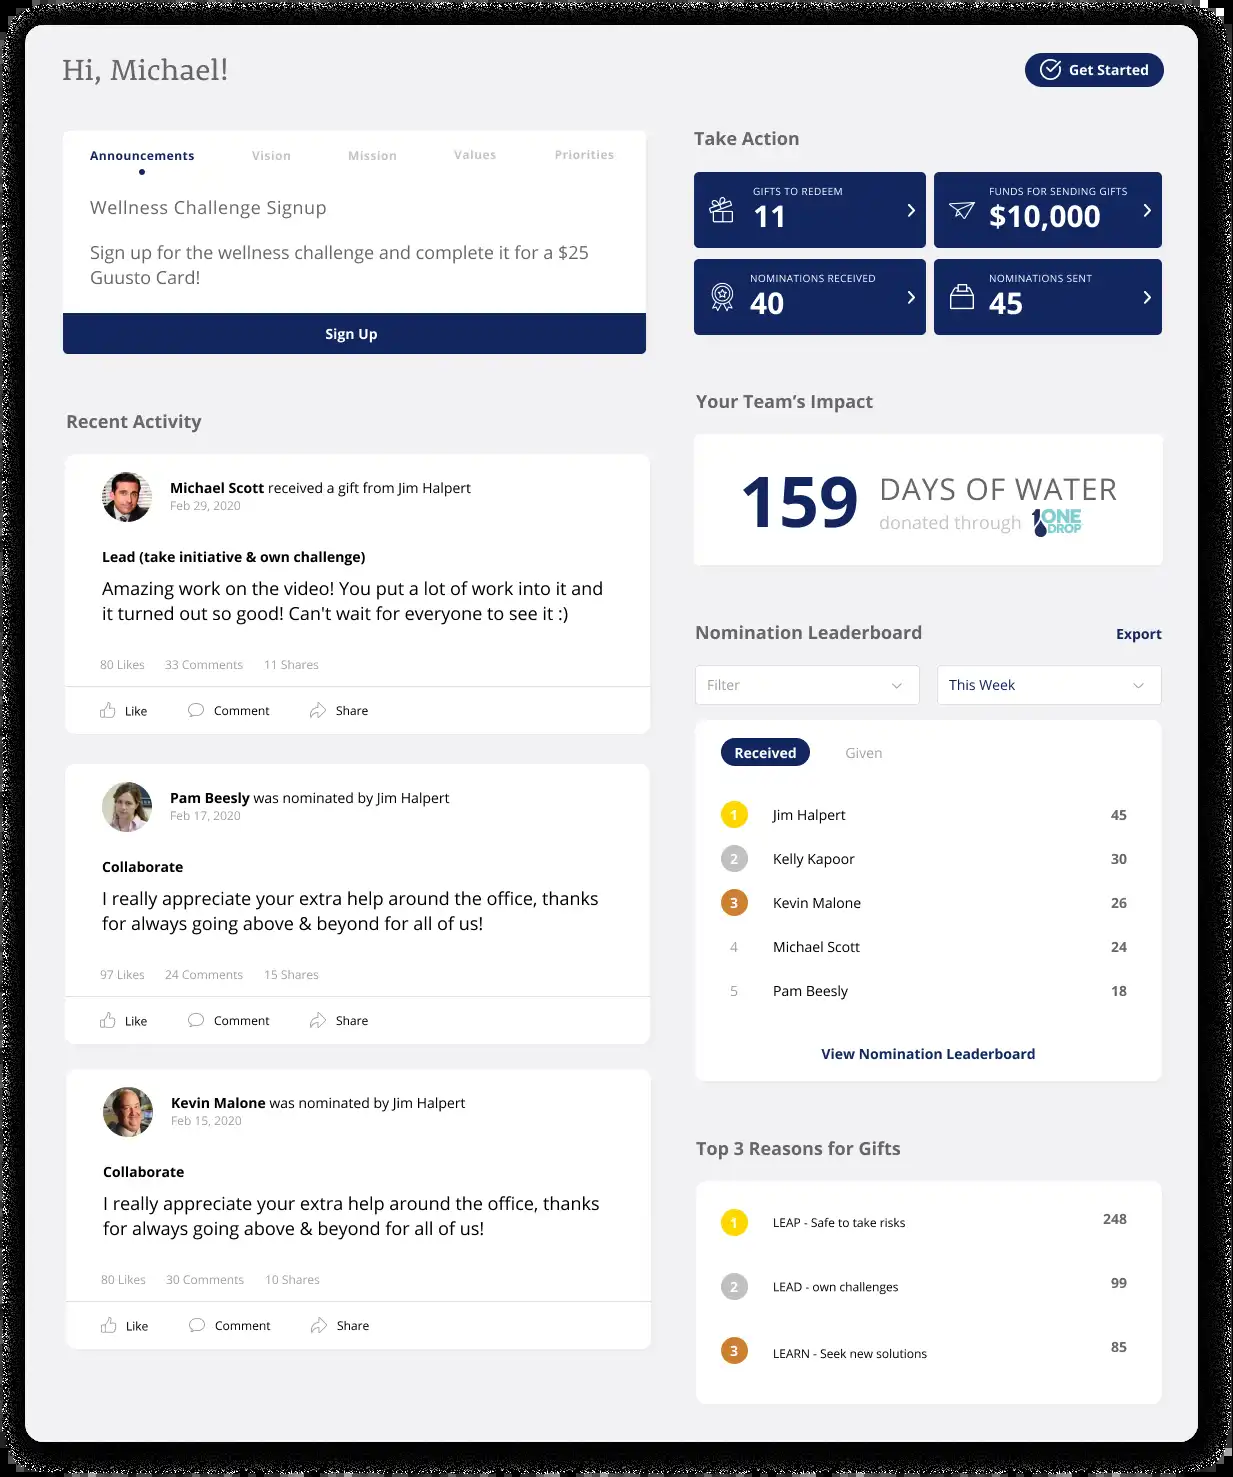 Hi, Michael!
Get Started
Announcements
Vision
Mission
Values
Priorities
Wellness Challenge Signup
Sign up for the wellness challenge and complete it for a $25
Guusto Card!
Sign Up
Recent Activity
Michael Scott received a gift from Jim Halpert
Feb 29, 2020
Lead (take initiative & own challenge)
Amazing work on the video! You put a lot of work into it and
it turned out so good! Can't wait for everyone to see it :)
80 Likes 33 Comments 11 Shares
Like Comment Share
Pam Beesly was nominated by Jim Halpert
Feb 17, 2020
Collaborate
I really appreciate your extra help around the office, thanks
for always going above & beyond for all of us!
97 Likes 24 Comments 15 Shares
Like Comment Share
Kevin Malone was nominated by Jim Halpert
Feb 15, 2020
Collaborate
I really appreciate your extra help around the office, thanks
for always going above & beyond for all of us!
80 Likes 30 Comments 10 Shares
Like Comment Share
Take Action
GIFTS TO REDEEM
11
FUNDS FOR SENDING GIFTS
$10,000
NOMINATIONS RECEIVED
40
NOMINATIONS SENT
45
Your Team’s Impact
159 DAYS OF WATER
donated through ONE
DROP
Nomination Leaderboard
Export
Filter
This Week
Received
Given
1 Jim Halpert 45
2 Kelly Kapoor 30
3 Kevin Malone 26
4 Michael Scott 24
5 Pam Beesly 18
View Nomination Leaderboard
Top 3 Reasons for Gifts
1 LEAP - Safe to take risks 248
2 LEAD - own challenges 99
3 LEARN - Seek new solutions 85